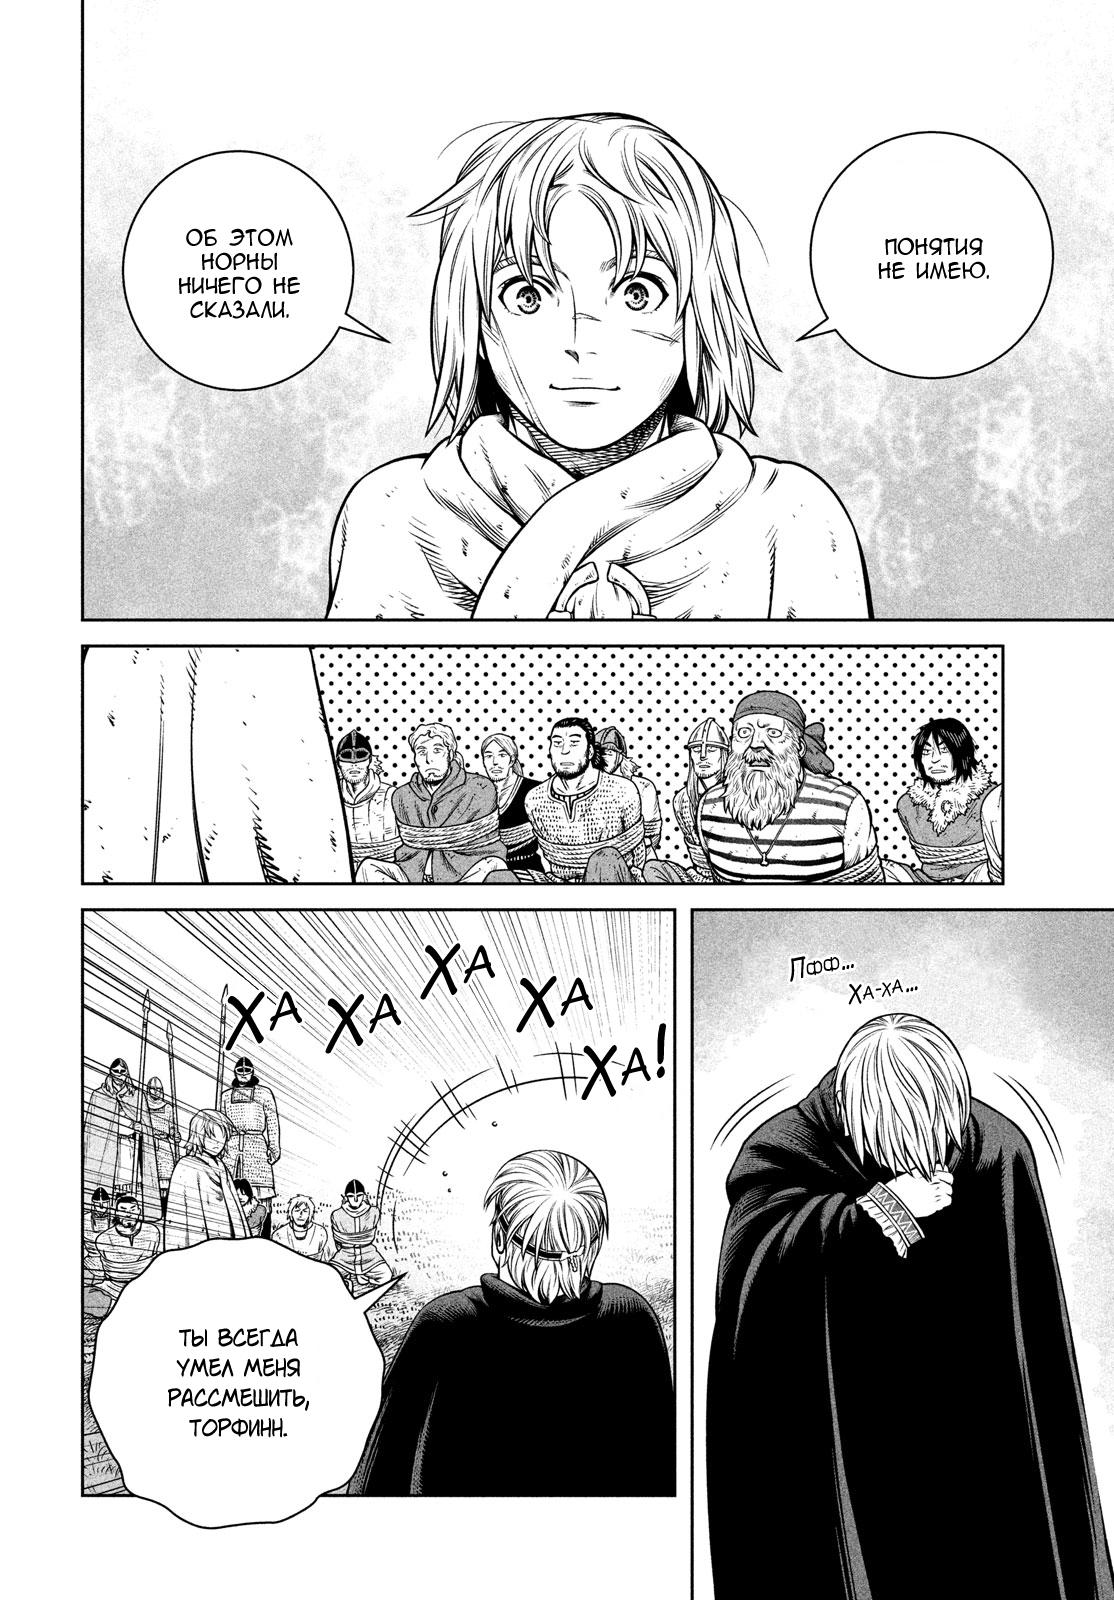 ПОНЯТИЯ
НЕ ИМЕЮ.
ОБ ЭТОМ
НОРНЫ
НИЧЕГО НЕ
СКАЗАЛИ.
ПФФ...
ХА-ХА...
ХА
ХА
ХА
ХА
ХА!
ТЫ ВСЕГДА
УМЕЛ МЕНЯ
РАССМЕШИТЬ,
ТОРФИНН.